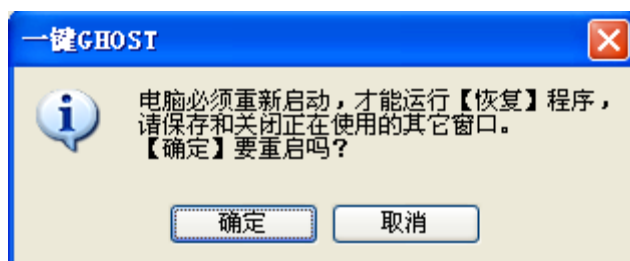 一键GHOST
电脑必须重新启动，才能运行【恢复】程序，
请保存和关闭正在使用的其它窗口。
【确定】要重启吗？
确定
取消